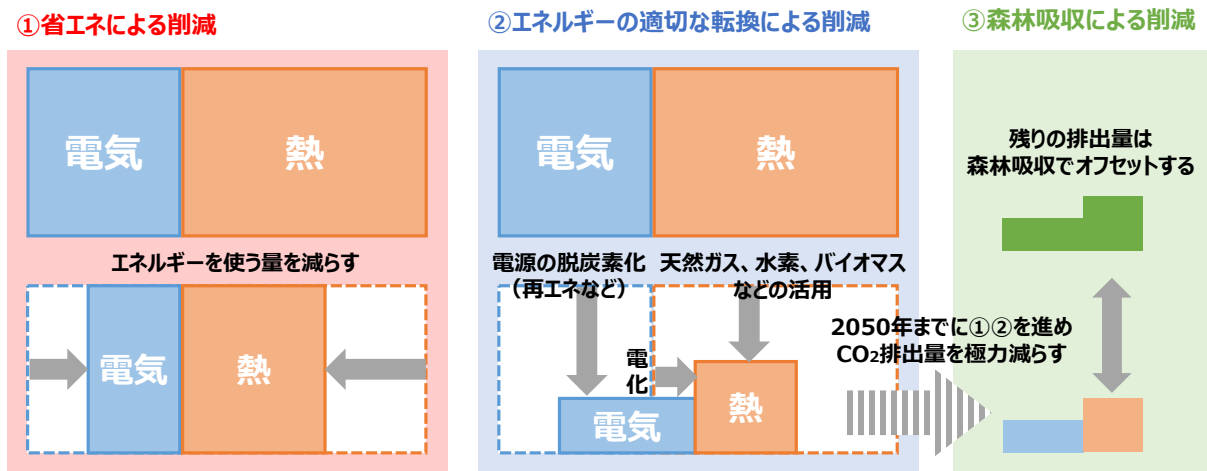 ①省エネによる削減
電気
熱
エネルギーを使う量を減らす
電気
熱
②エネルギーの適切な転換による削減
電気
熱
電源の脱炭素化
（再エネなど）
天然ガス、水素、バイオマス
などの活用
電
化
電気
熱
2050年までに①②を進め
CO₂排出量を極力減らす
③森林吸収による削減
残りの排出量は
森林吸収でオフセットする